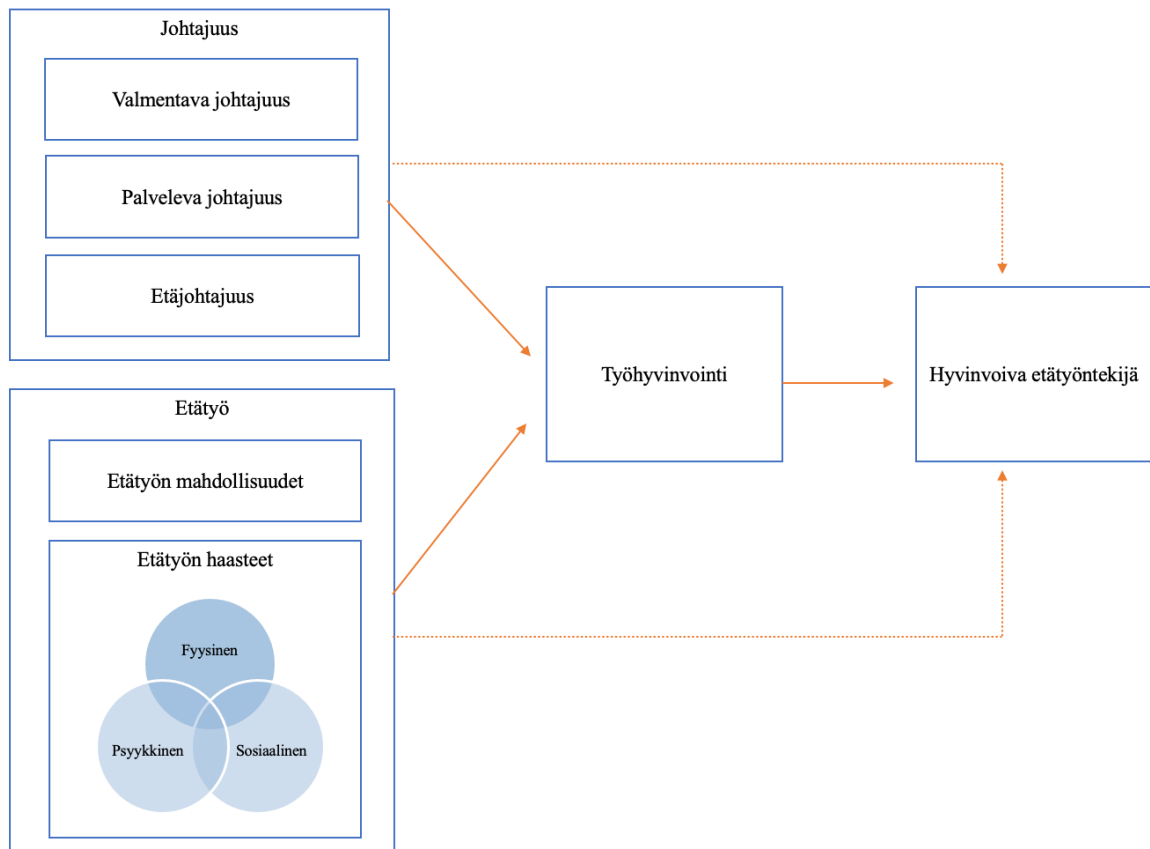 Johtajuus
Valmentava johtajuus
Palveleva johtajuus
Etäjohtajuus
Etätyö
Etätyön mahdollisuudet
Etätyön haasteet
Fyysinen
Psyykkinen
Sosiaalinen
Työhyvinvointi
Hyvinvoiva etätyöntekijä